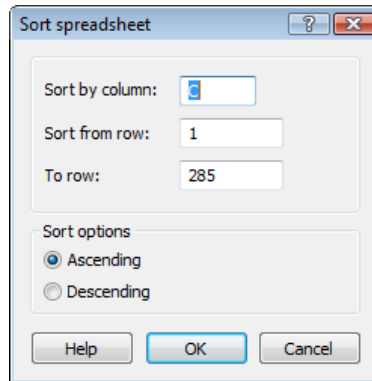 Sort spreadsheet ? X
Sort by column: C
Sort from row: 1
To row: 285
Sort options
Ascending
Descending
Help OK Cancel